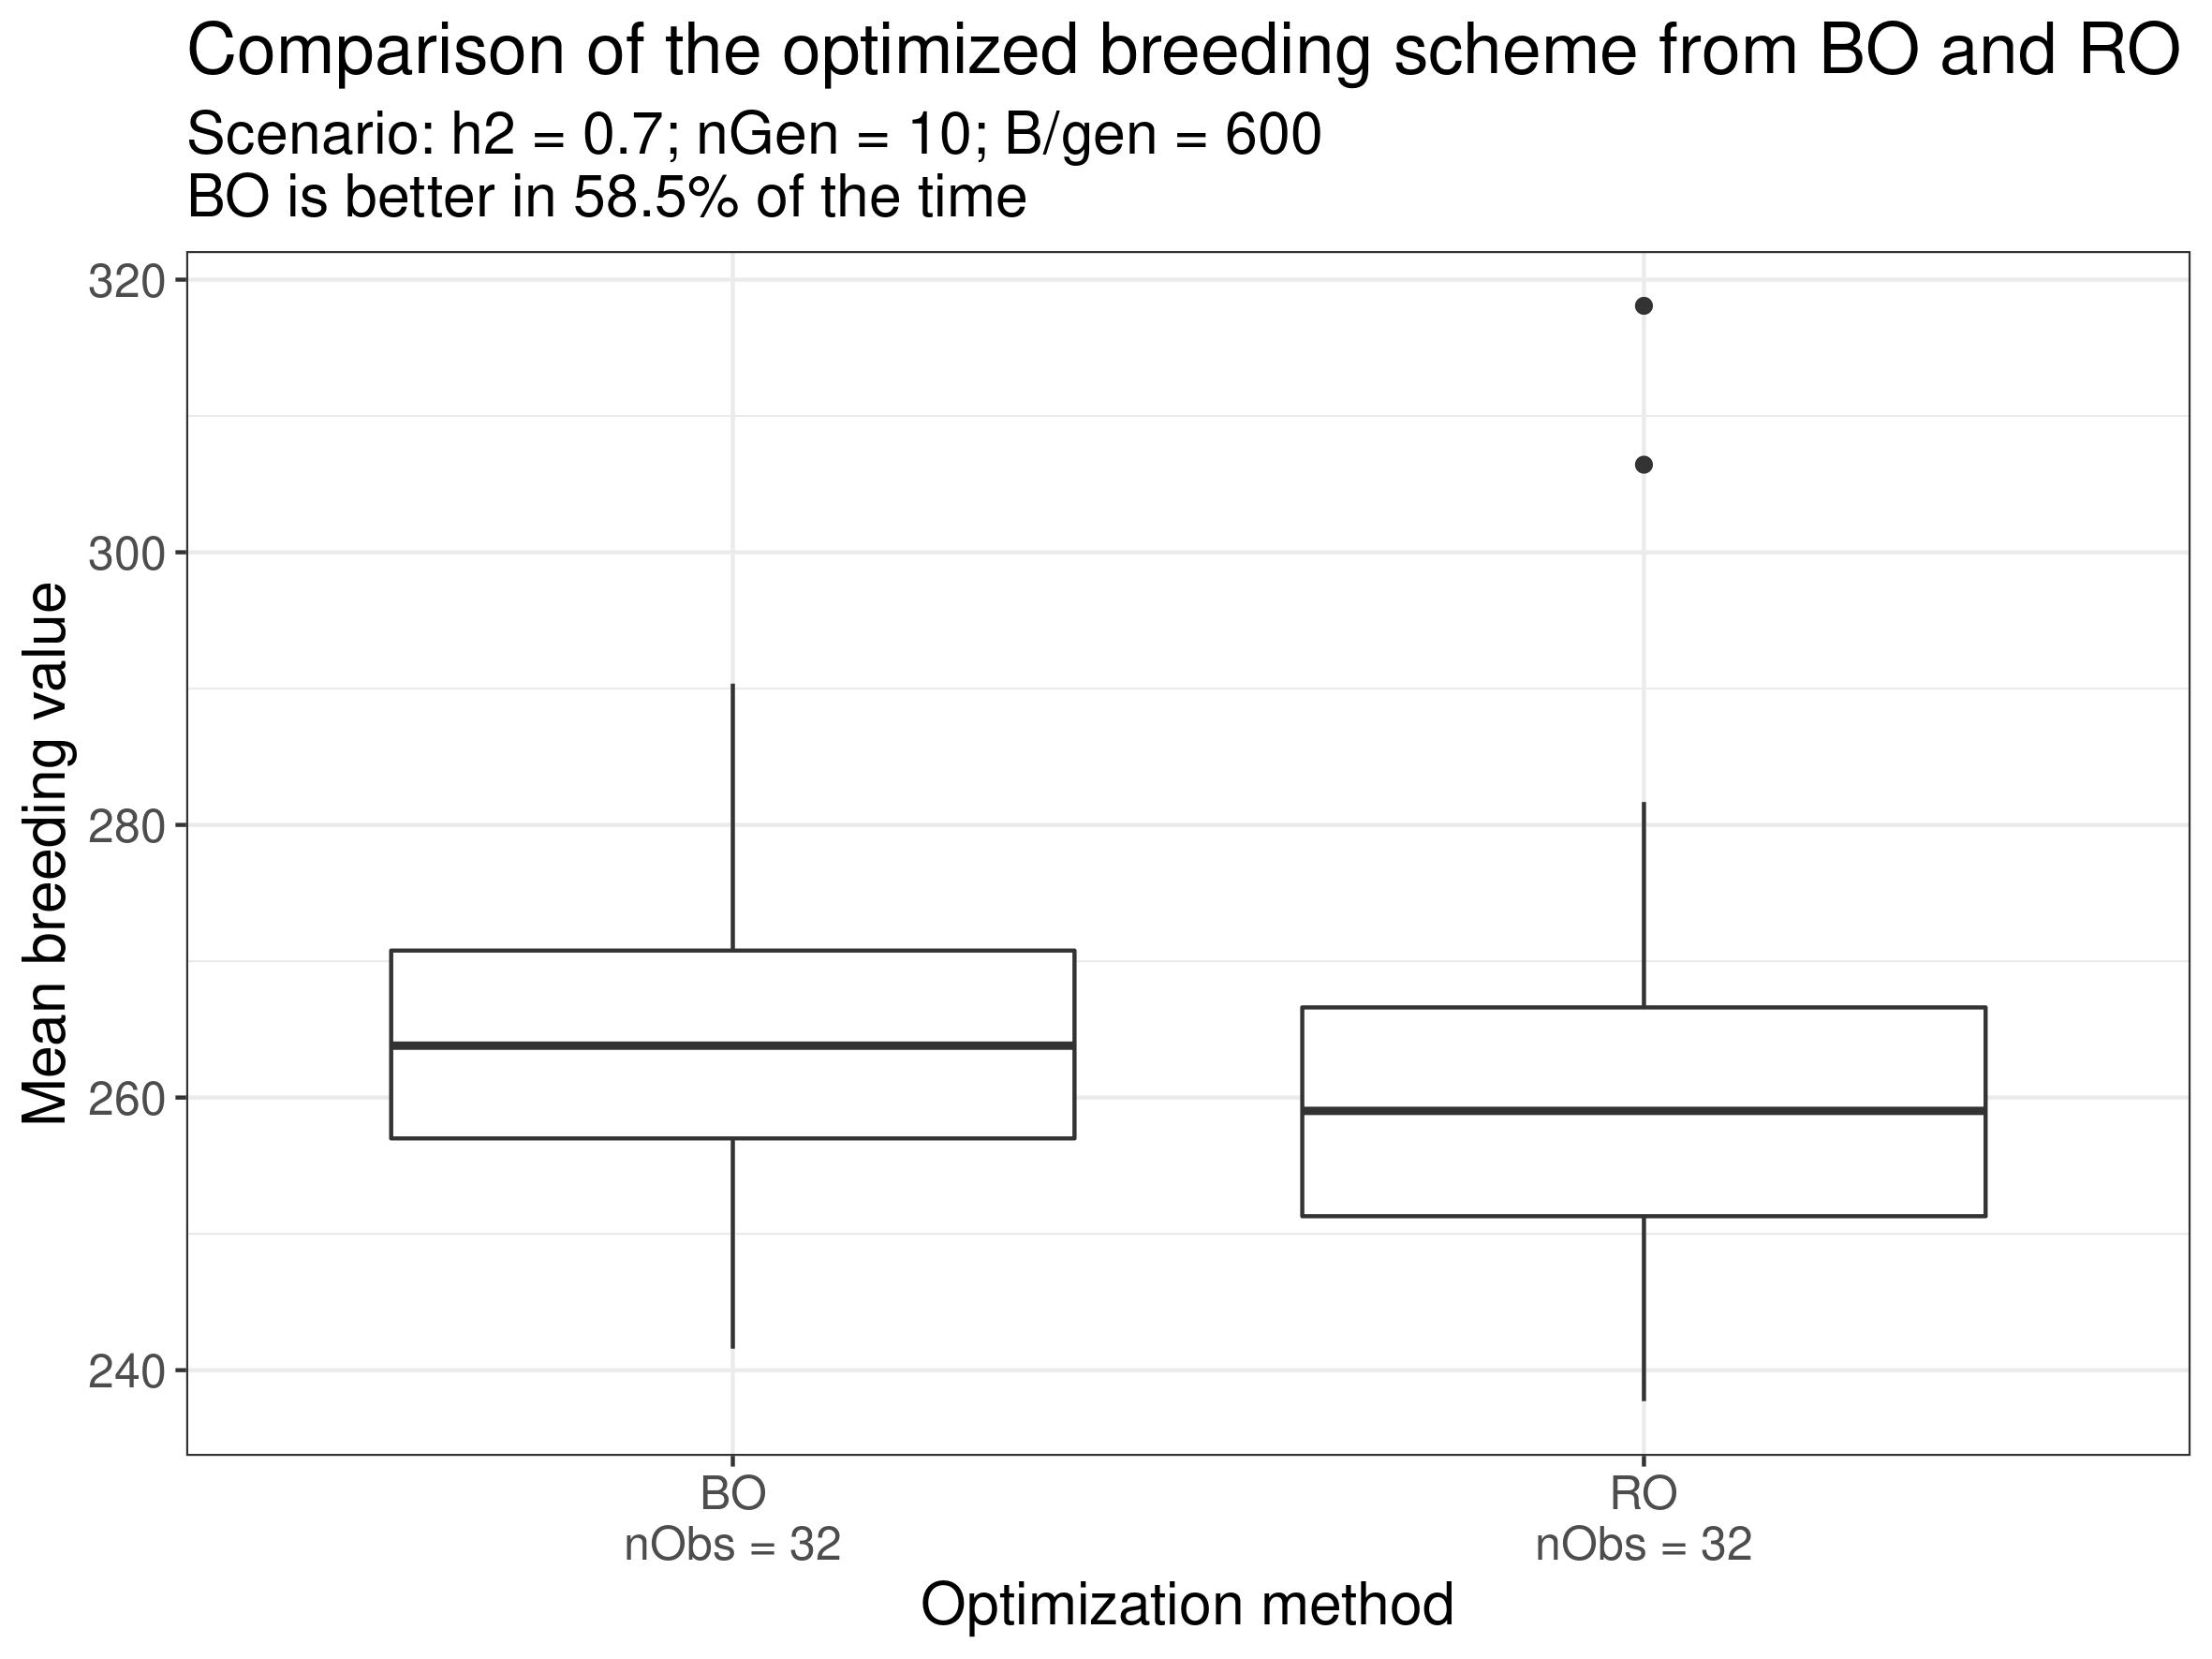 Comparison of the optimized breeding scheme from BO and RO
Scenario: h2 = 0.7; nGen = 10; B/gen = 600
BO is better in 58.5% of the time
Mean breeding value
320
300
280
260
240
BO
nObs = 32
RO
nObs = 32
Optimization method